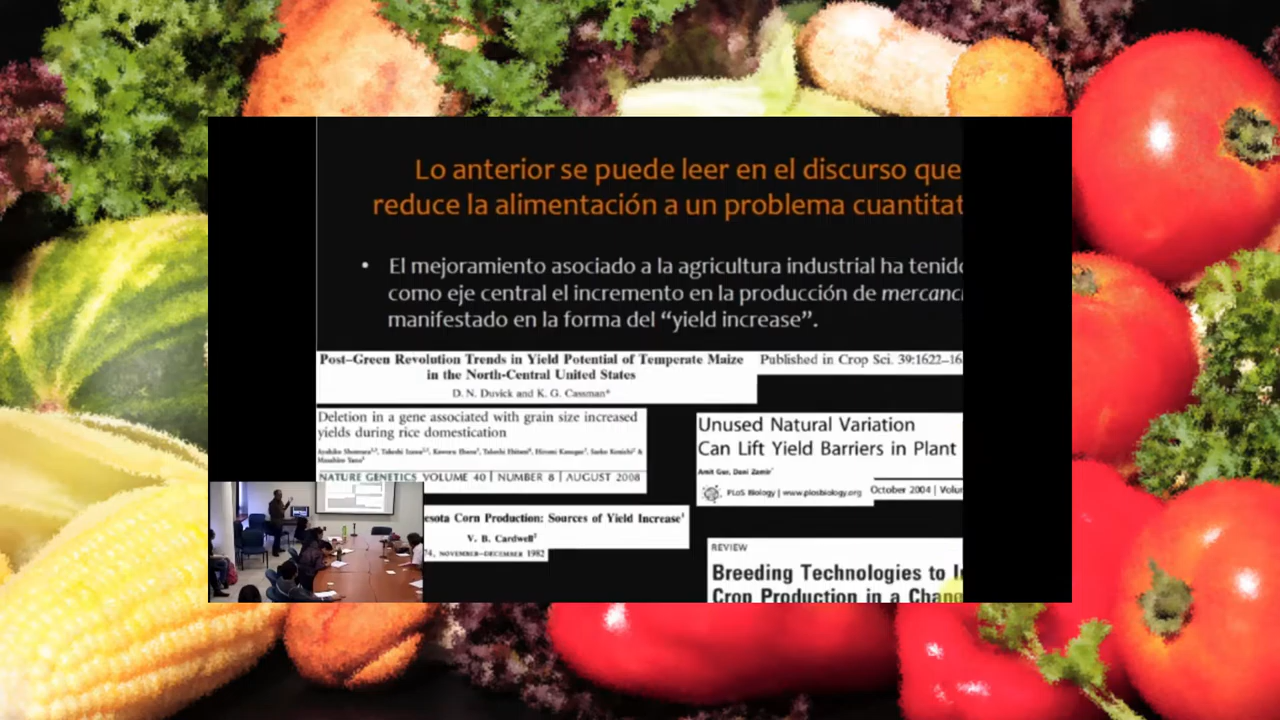 Lo anterior se puede leer en el discurso que
reduce la alimentación a un problema cuantitat
• El mejoramiento asociado a la agricultura industrial ha tenido
como eje central el incremento en la producción de mercanc
manifestado en la forma del “yield increase”.
Post–Green Revolution Trends in Yield Potential of Temperate Maize
in the North-Central United States
D. N. Duvick and K. G. Cassman*
Published in Crop Sci. 39:1622–16
Deletion in a gene associated with grain size increased
yields during rice domestication
NATURE GENETICS VOLUME 40 | NUMBER 8 | AUGUST 2008
Unused Natural Variation
Can Lift Yield Barriers in Plant
Amit Gur, Dani Zamir*
PLoS Biology | www.plosbiology.org
October 2004 | Volu
esota Corn Production: Sources of Yield Increase¹
V. B. Cardwell²
74, NOVEMBER–DECEMBER 1982
REVIEW
Breeding Technologies to I
Crop Production in a Chang